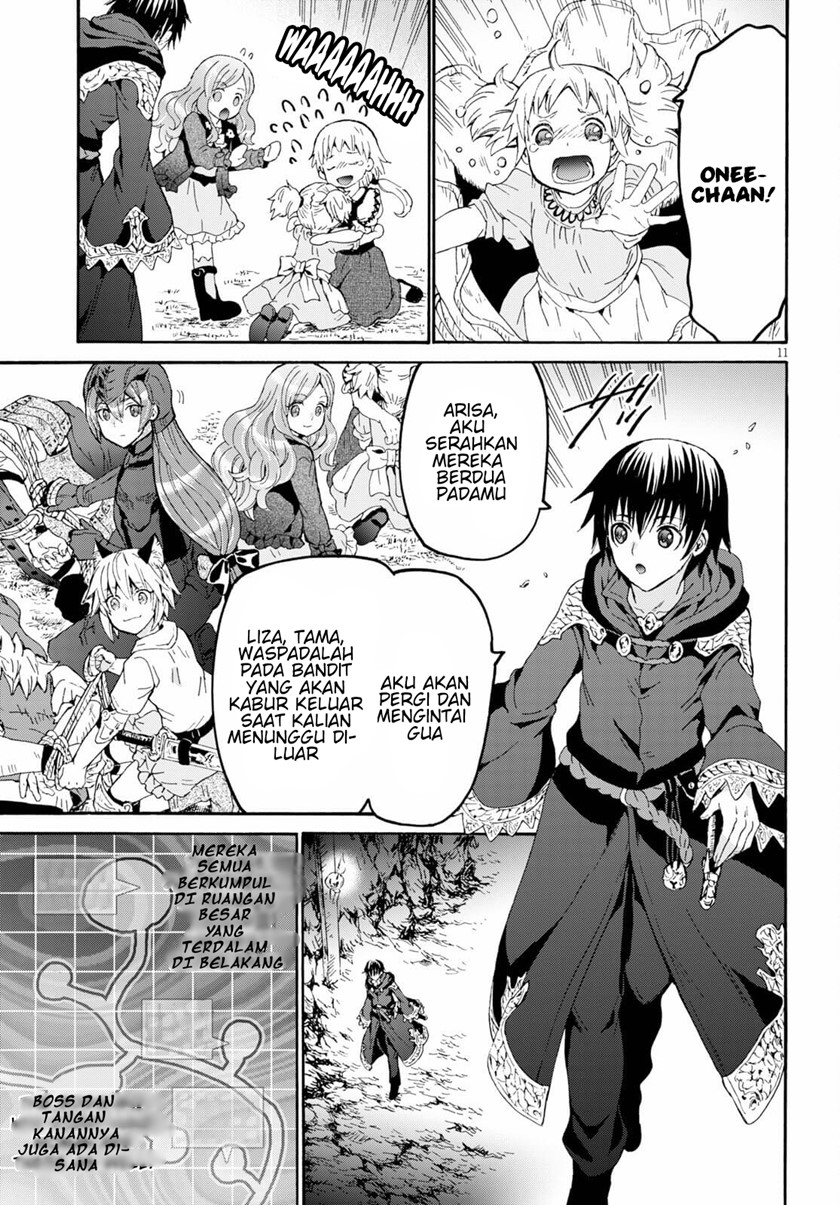 ONEE-
CHAAN!
WAAAAAAAHHH
11
ARISA,
AKU
SERAHKAN
MEREKA
BERDUA
PADAMU
AKU AKAN
PERGI DAN
MENGINTAI
GUA
LIZA, TAMA,
WASPADALAH
PADA BANDIT
YANG AKAN
KABUR KELUAR
SAAT KALIAN
MENUNGGU DI-
LUAR
MEREKA
SEMUA
BERKUMPUL
DI RUANGAN
BESAR
YANG
TERDALAM
DI BELAKANG
BOSS DAN
TANGAN
KANANNYA
JUGA ADA DI-
SANA